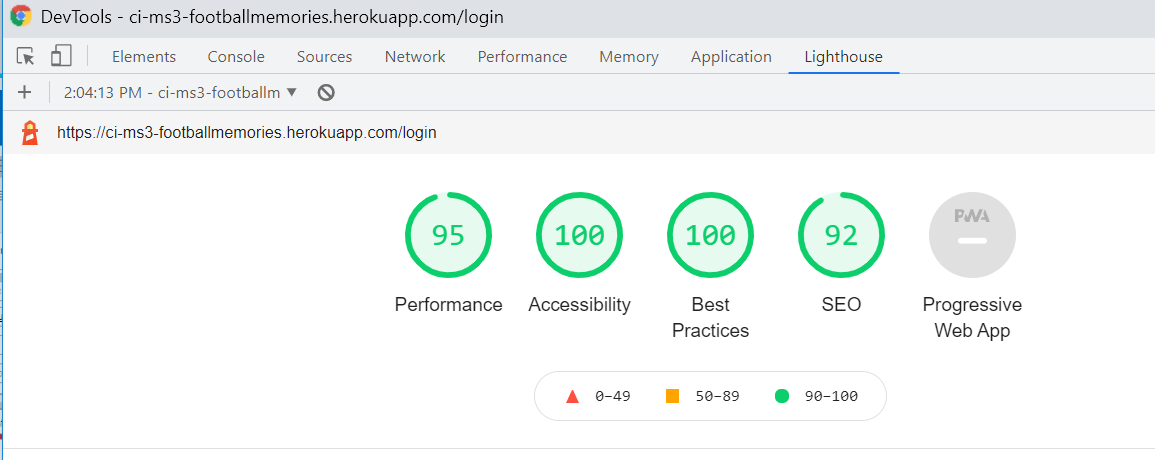 DevTools - ci-ms3-footballmemories.herokuapp.com/login
Elements Console Sources Network Performance Memory Application Lighthouse
2:04:13 PM - ci-ms3-footballm
https://ci-ms3-footballmemories.herokuapp.com/login
95 100 100 92 PWA
Performance Accessibility Best Practices SEO Progressive Web App
0–49 50–89 90–100